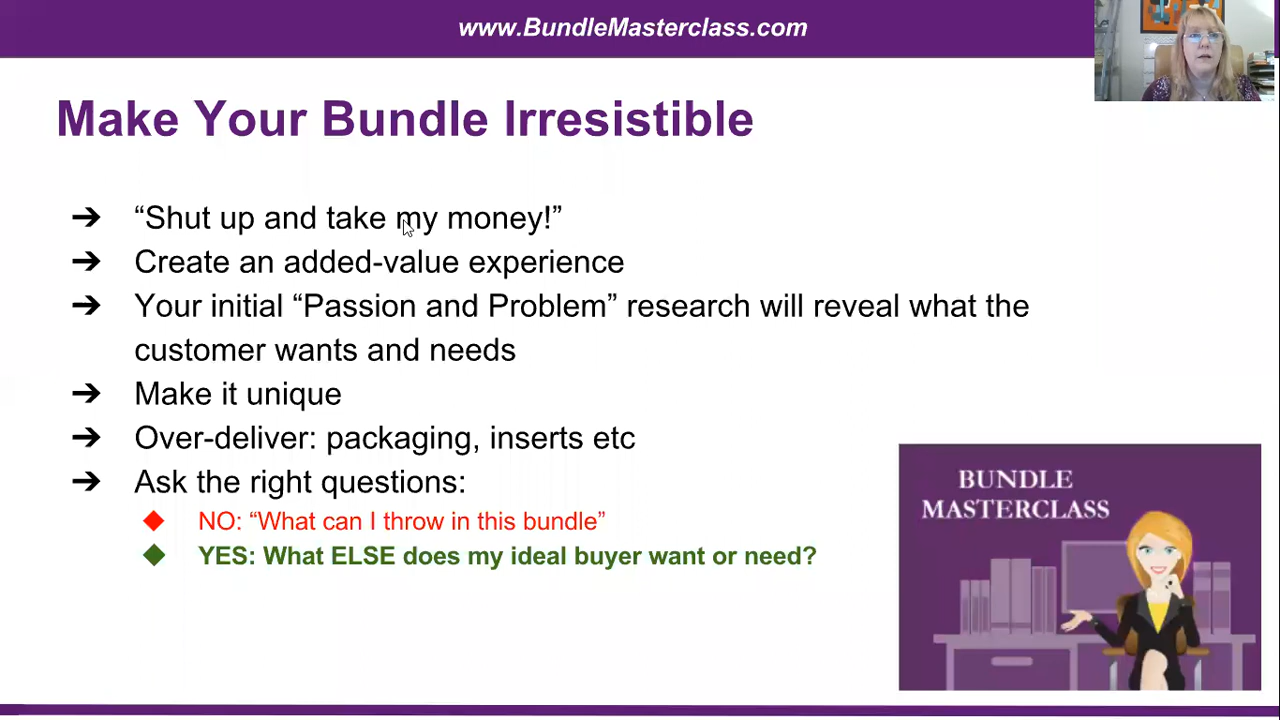 www.BundleMasterclass.com
Make Your Bundle Irresistible
➔ “Shut up and take my money!”
➔ Create an added-value experience
➔ Your initial “Passion and Problem” research will reveal what the
customer wants and needs
➔ Make it unique
➔ Over-deliver: packaging, inserts etc
➔ Ask the right questions:
◆ NO: “What can I throw in this bundle”
◆ YES: What ELSE does my ideal buyer want or need?
BUNDLE
MASTERCLASS